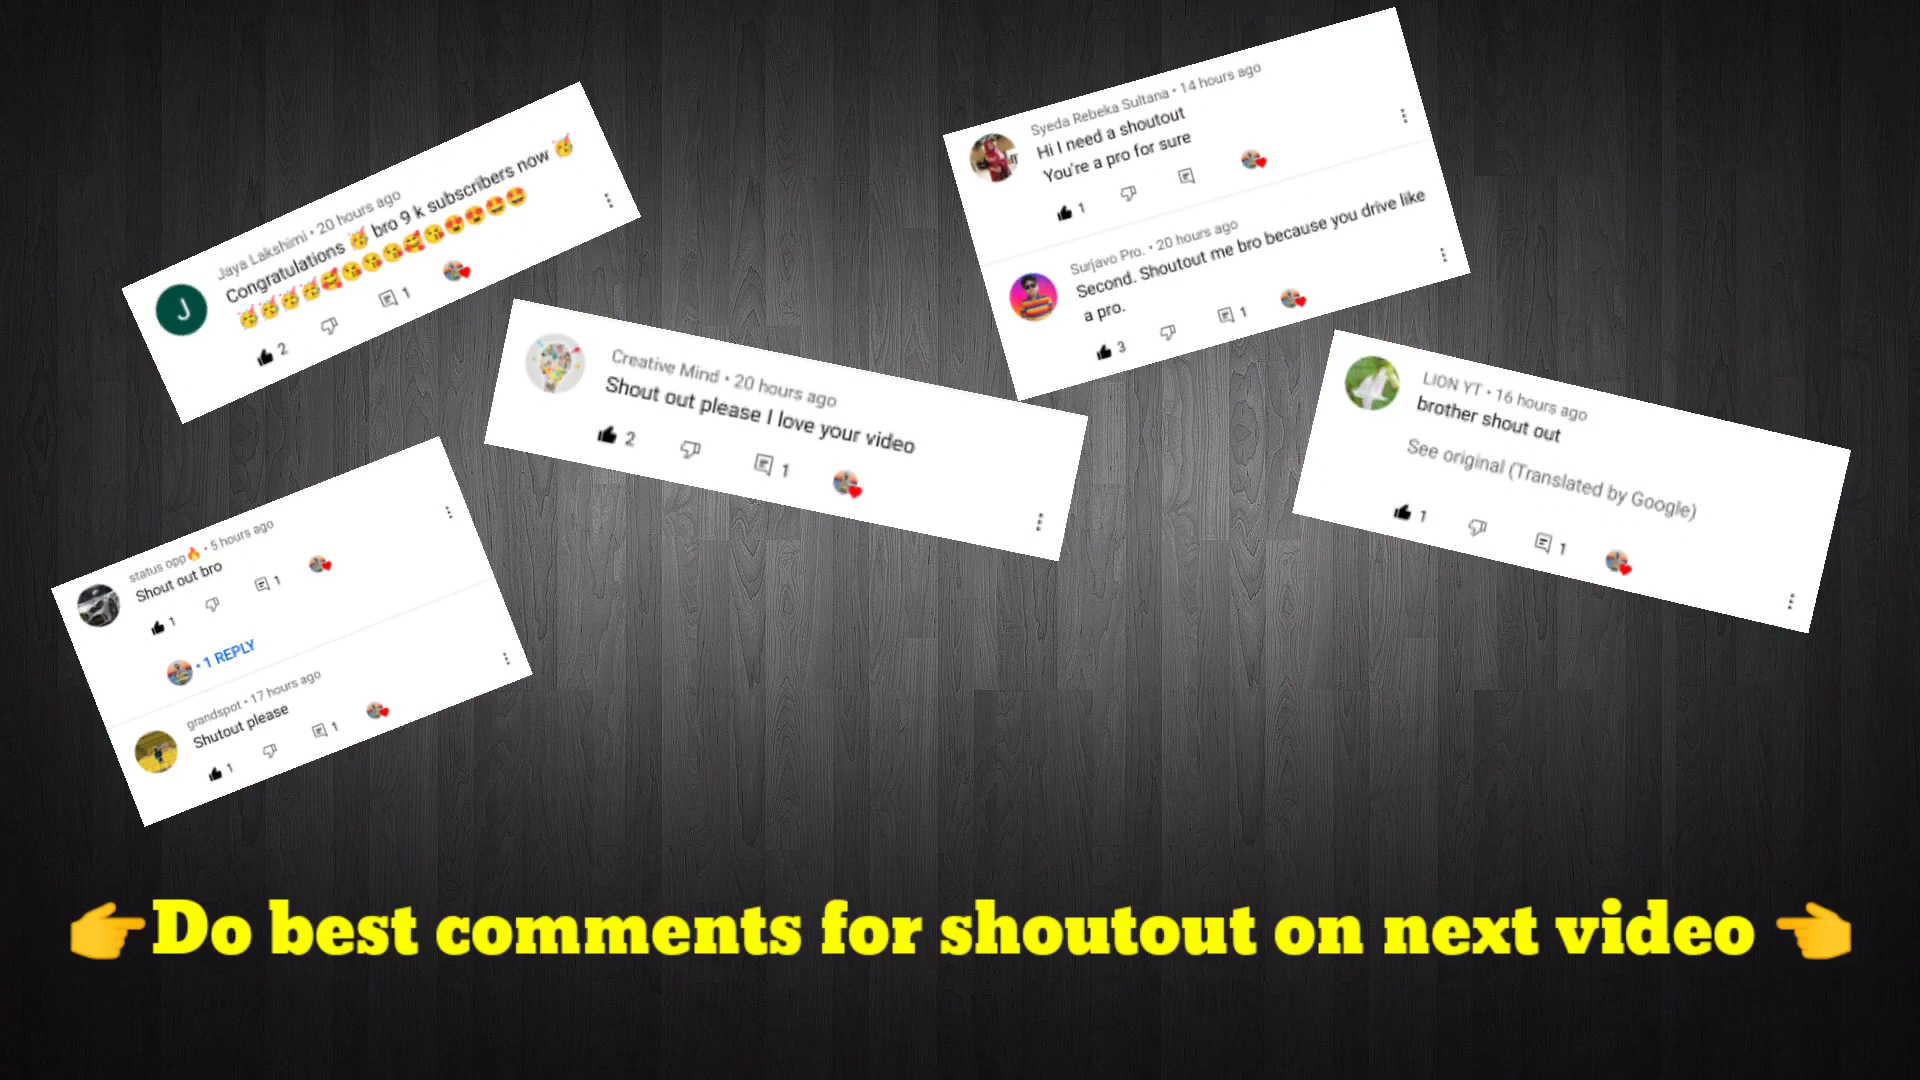 Jaya Lakshimi • 20 hours ago
Congratulations 🥳 bro 9 k subscribers now 🥳
🥳🥳🥳🥳🥰😘😘😘🥰😘😍😍🤩🤩
2
1
Syeda Rebeka Sultana • 14 hours ago
Hi I need a shoutout
You're a pro for sure
1
Surjavo Pro. • 20 hours ago
Second. Shoutout me bro because you drive like
a pro.
3
1
Creative Mind • 20 hours ago
Shout out please I love your video
2
1
LION YT • 16 hours ago
brother shout out
See original (Translated by Google)
1
1
status opp🔥 • 5 hours ago
Shout out bro
1
1
• 1 REPLY
grandspot • 17 hours ago
Shutout please
1
1
👉Do best comments for shoutout on next video 👈